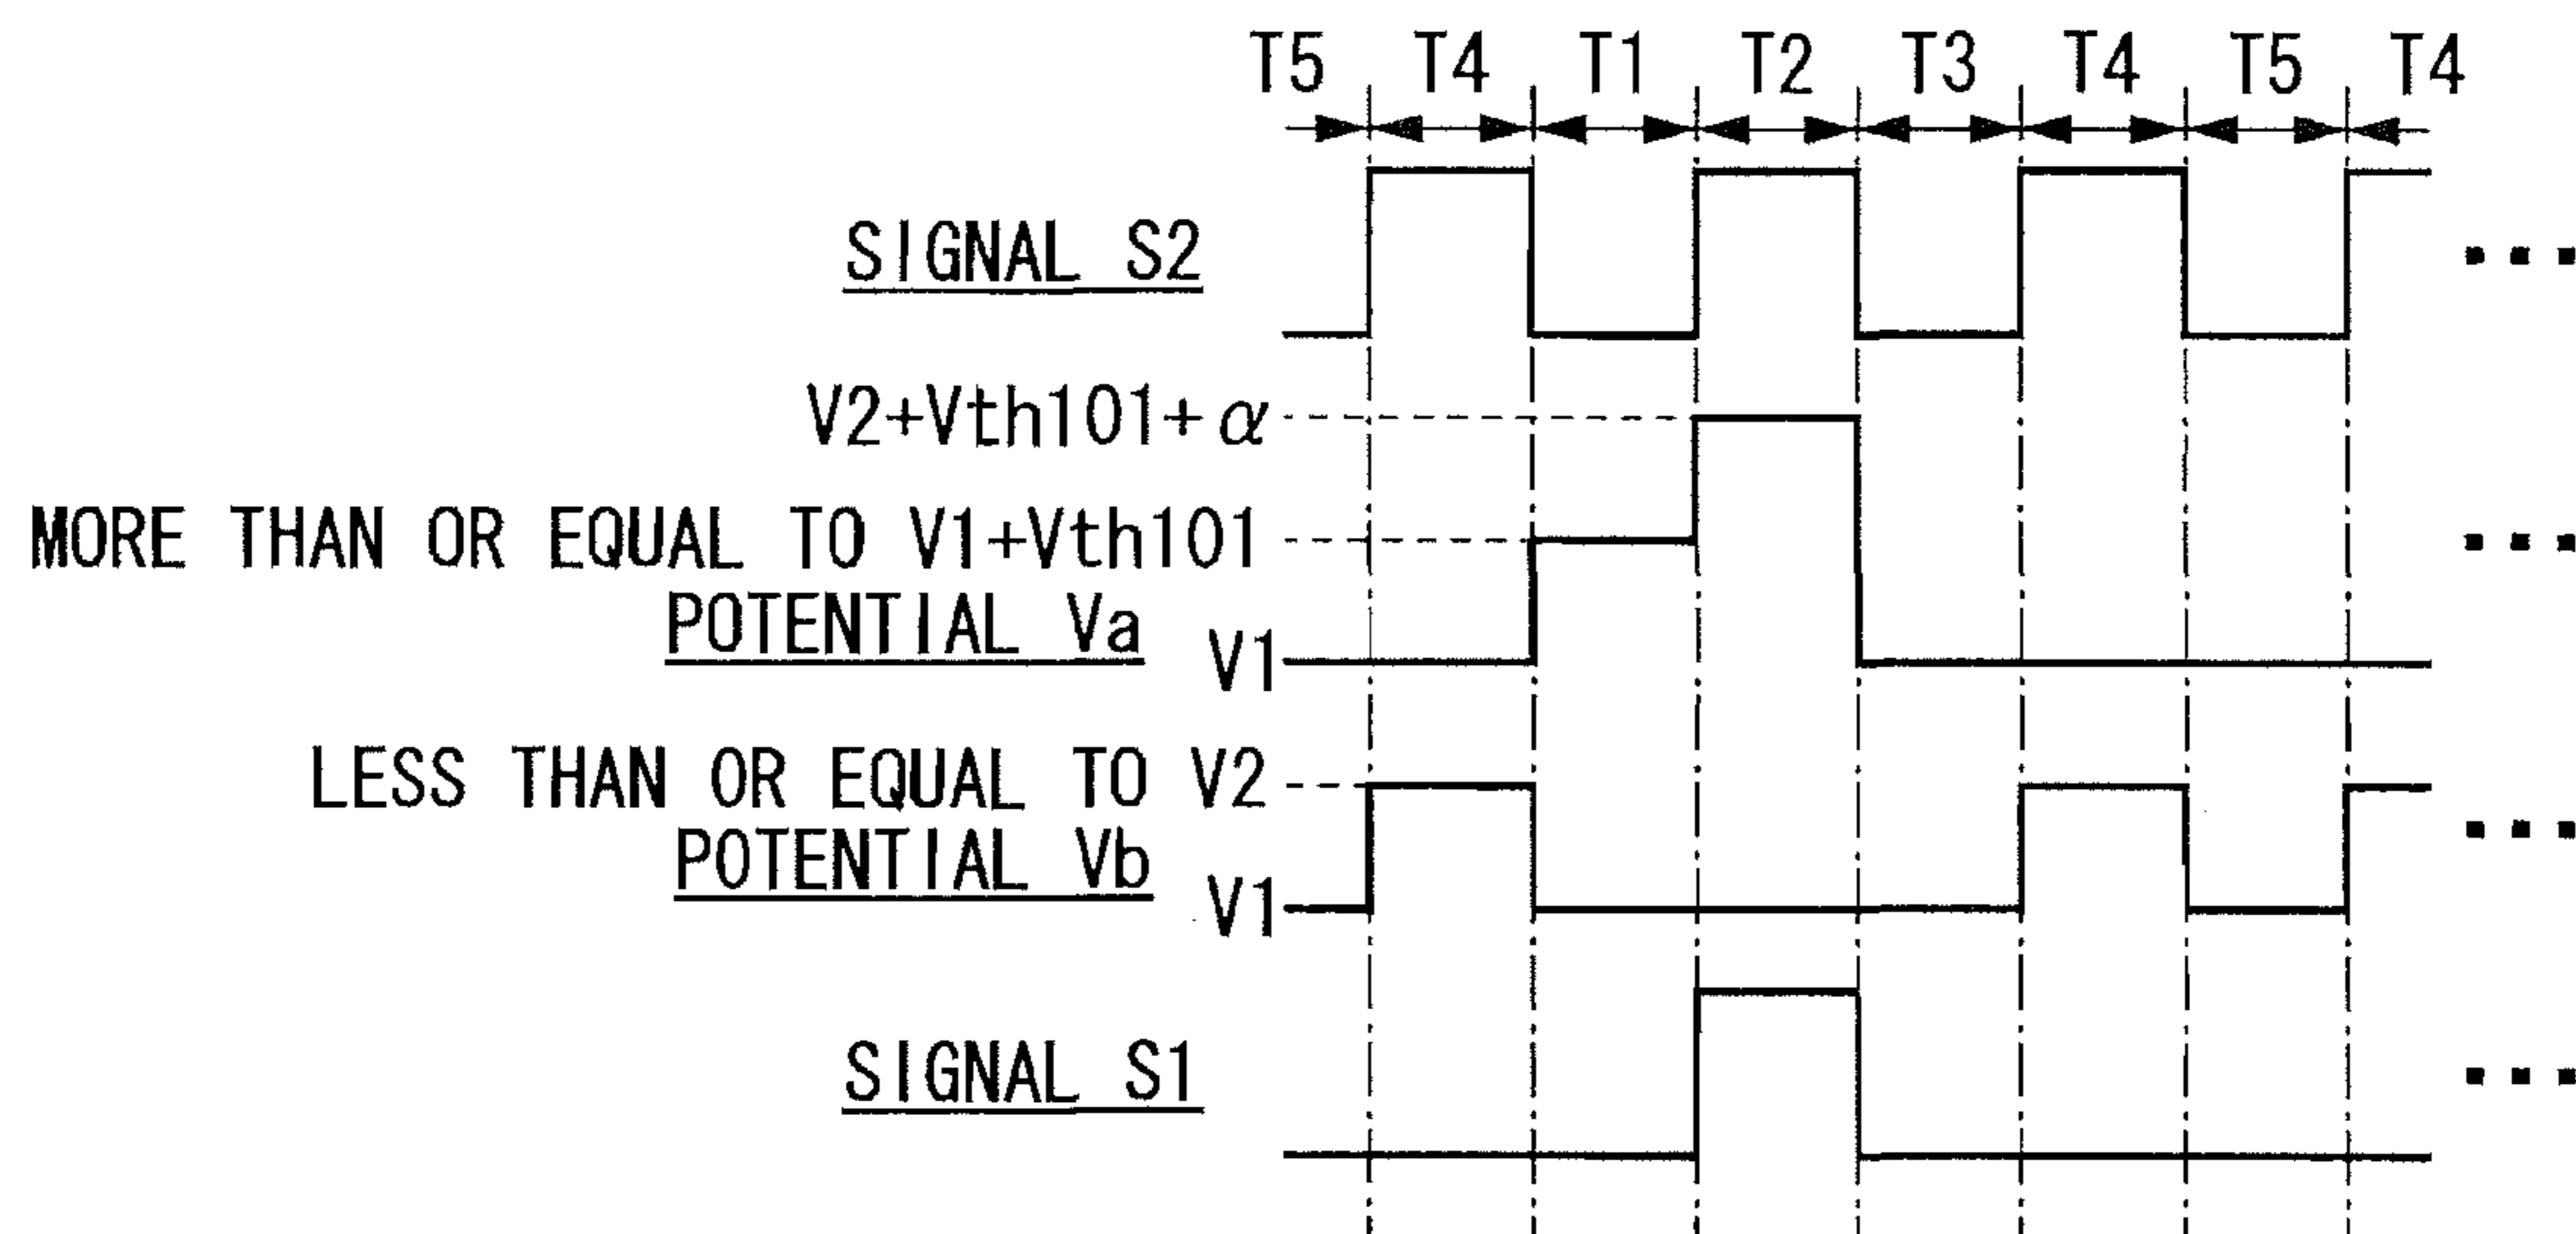 T5 T4 T1 T2 T3 T4 T5 T4
SIGNAL S2
V2+Vth101+α
MORE THAN OR EQUAL TO V1+Vth101
POTENTIAL Va
V1
LESS THAN OR EQUAL TO V2
POTENTIAL Vb
V1
SIGNAL S1